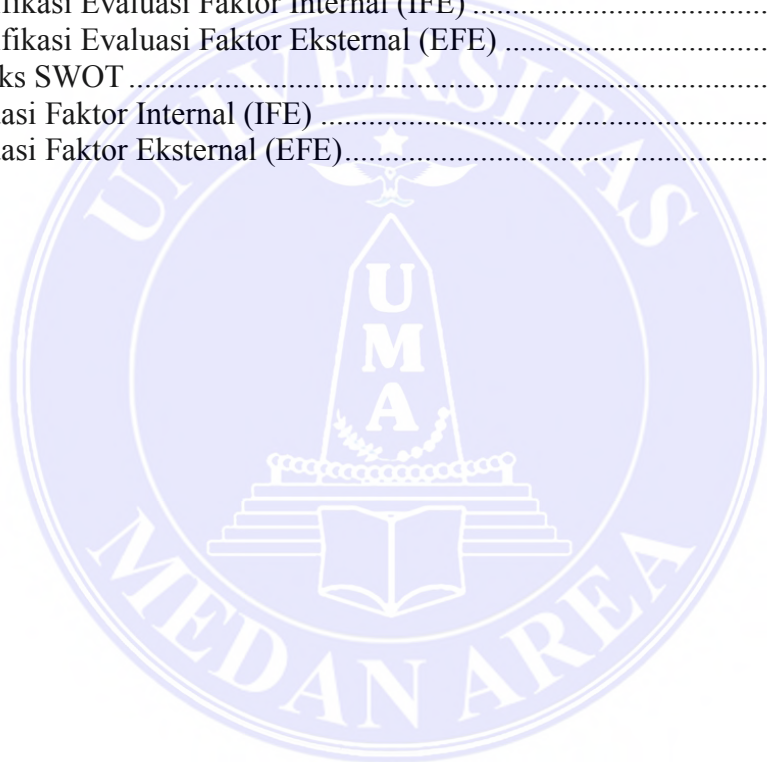 fikasi Evaluasi Faktor Internal (IFE) ....................................................
fikasi Evaluasi Faktor Eksternal (EFE) ...............................................
ks SWOT ....................................................................................................
asi Faktor Internal (IFE) .........................................................................
asi Faktor Eksternal (EFE)......................................................................
UNIVERSITAS
UMA
MEDAN AREA